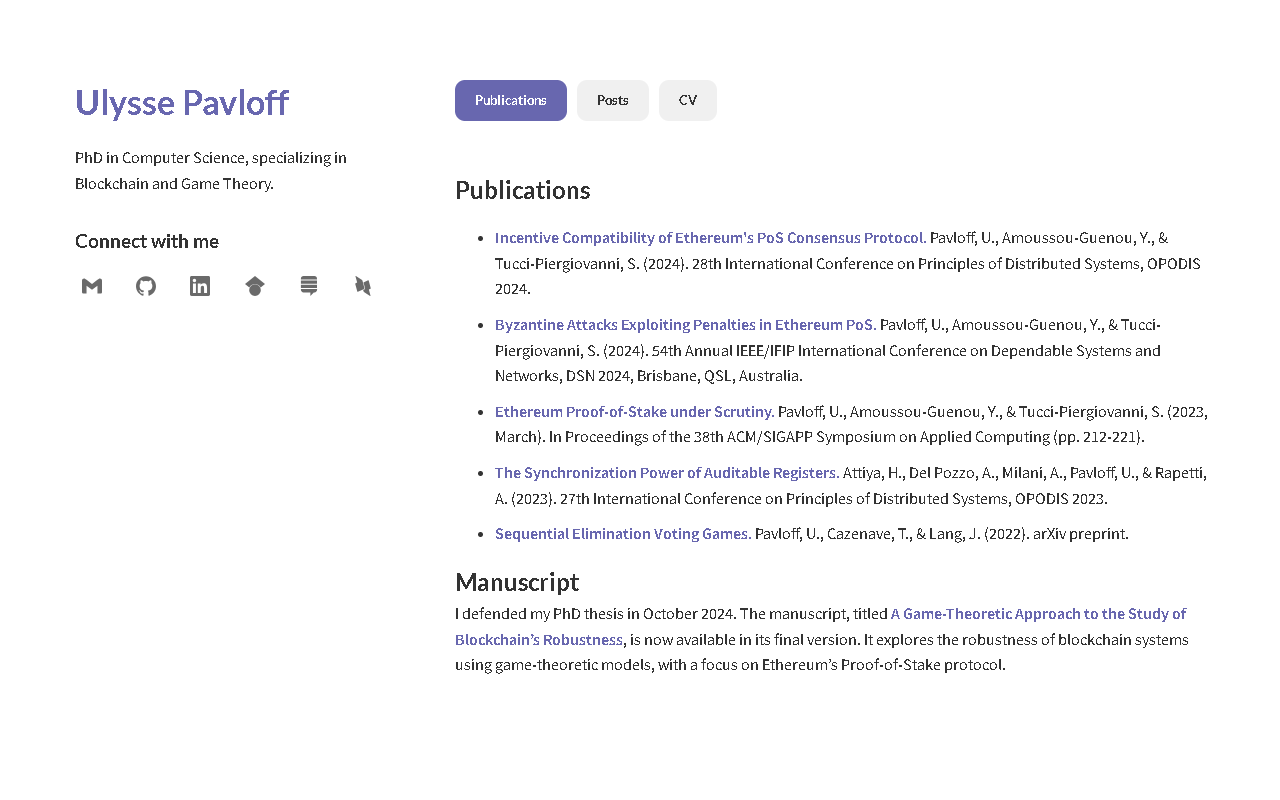 Ulysse Pavloff
PhD in Computer Science, specializing in
Blockchain and Game Theory.
Connect with me
Publications
Posts
CV
Publications
• Incentive Compatibility of Ethereum's PoS Consensus Protocol. Pavloff, U., Amoussou-Guenou, Y., &
Tucci-Piergiovanni, S. (2024). 28th International Conference on Principles of Distributed Systems, OPODIS
2024.
• Byzantine Attacks Exploiting Penalties in Ethereum PoS. Pavloff, U., Amoussou-Guenou, Y., & Tucci-
Piergiovanni, S. (2024). 54th Annual IEEE/IFIP International Conference on Dependable Systems and
Networks, DSN 2024, Brisbane, QSL, Australia.
• Ethereum Proof-of-Stake under Scrutiny. Pavloff, U., Amoussou-Guenou, Y., & Tucci-Piergiovanni, S. (2023,
March). In Proceedings of the 38th ACM/SIGAPP Symposium on Applied Computing (pp. 212-221).
• The Synchronization Power of Auditable Registers. Attiya, H., Del Pozzo, A., Milani, A., Pavloff, U., & Rapetti,
A. (2023). 27th International Conference on Principles of Distributed Systems, OPODIS 2023.
• Sequential Elimination Voting Games. Pavloff, U., Cazenave, T., & Lang, J. (2022). arXiv preprint.
Manuscript
I defended my PhD thesis in October 2024. The manuscript, titled A Game-Theoretic Approach to the Study of
Blockchain’s Robustness, is now available in its final version. It explores the robustness of blockchain systems
using game-theoretic models, with a focus on Ethereum’s Proof-of-Stake protocol.